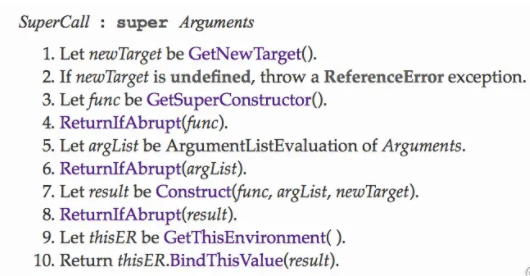 SuperCall : super Arguments
1. Let newTarget be GetNewTarget().
2. If newTarget is undefined, throw a ReferenceError exception.
3. Let func be GetSuperConstructor().
4. ReturnIfAbrupt(func).
5. Let argList be ArgumentListEvaluation of Arguments.
6. ReturnIfAbrupt(argList).
7. Let result be Construct(func, argList, newTarget).
8. ReturnIfAbrupt(result).
9. Let thisER be GetThisEnvironment( ).
10. Return thisER.BindThisValue(result).